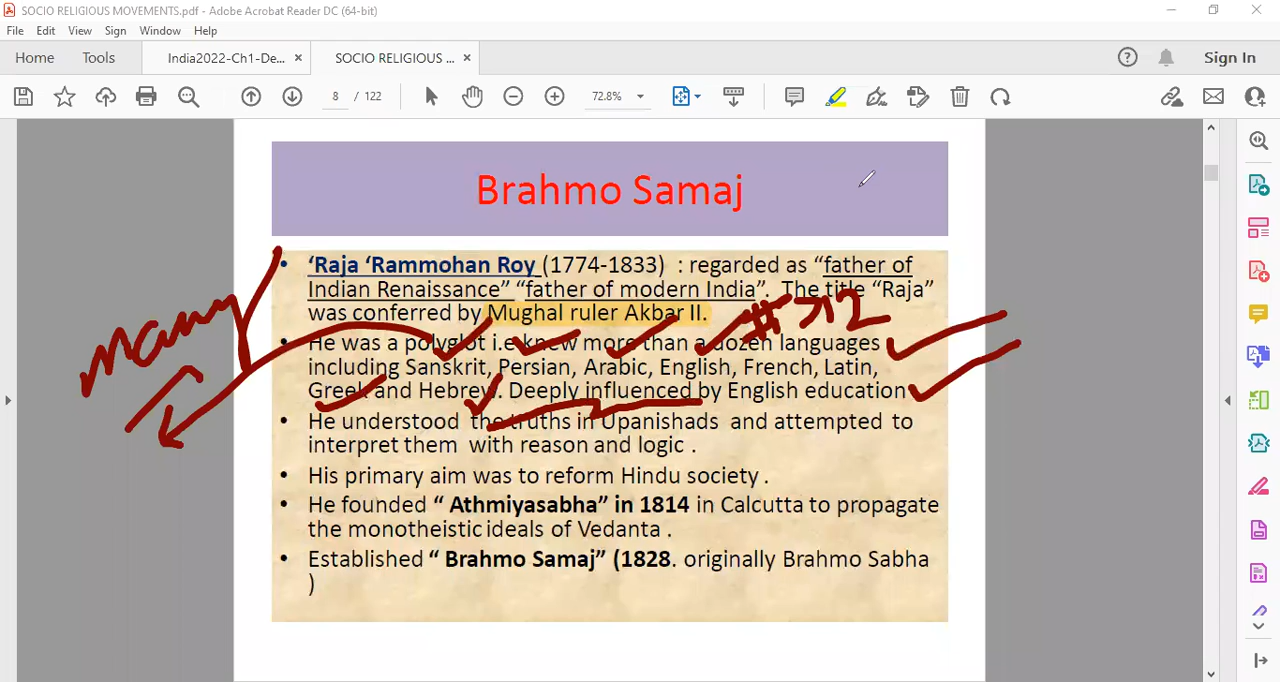 SOCIO RELIGIOUS MOVEMENTS.pdf - Adobe Acrobat Reader DC (64-bit)
File Edit View Sign Window Help
Home Tools India2022-Ch1-De... × SOCIO RELIGIOUS ... × Sign In
8 / 122 72.8%
Brahmo Samaj
• ‘Raja ‘Rammohan Roy (1774-1833) : regarded as “father of
Indian Renaissance” “father of modern India”. The title “Raja”
was conferred by Mughal ruler Akbar II.
• He was a polyglot i.e knew more than a dozen languages
including Sanskrit, Persian, Arabic, English, French, Latin,
Greek and Hebrew. Deeply influenced by English education
• He understood the truths in Upanishads and attempted to
interpret them with reason and logic .
• His primary aim was to reform Hindu society .
• He founded “ Athmiyasabha” in 1814 in Calcutta to propagate
the monotheistic ideals of Vedanta .
• Established “ Brahmo Samaj” (1828. originally Brahmo Sabha
)
Many
# >12